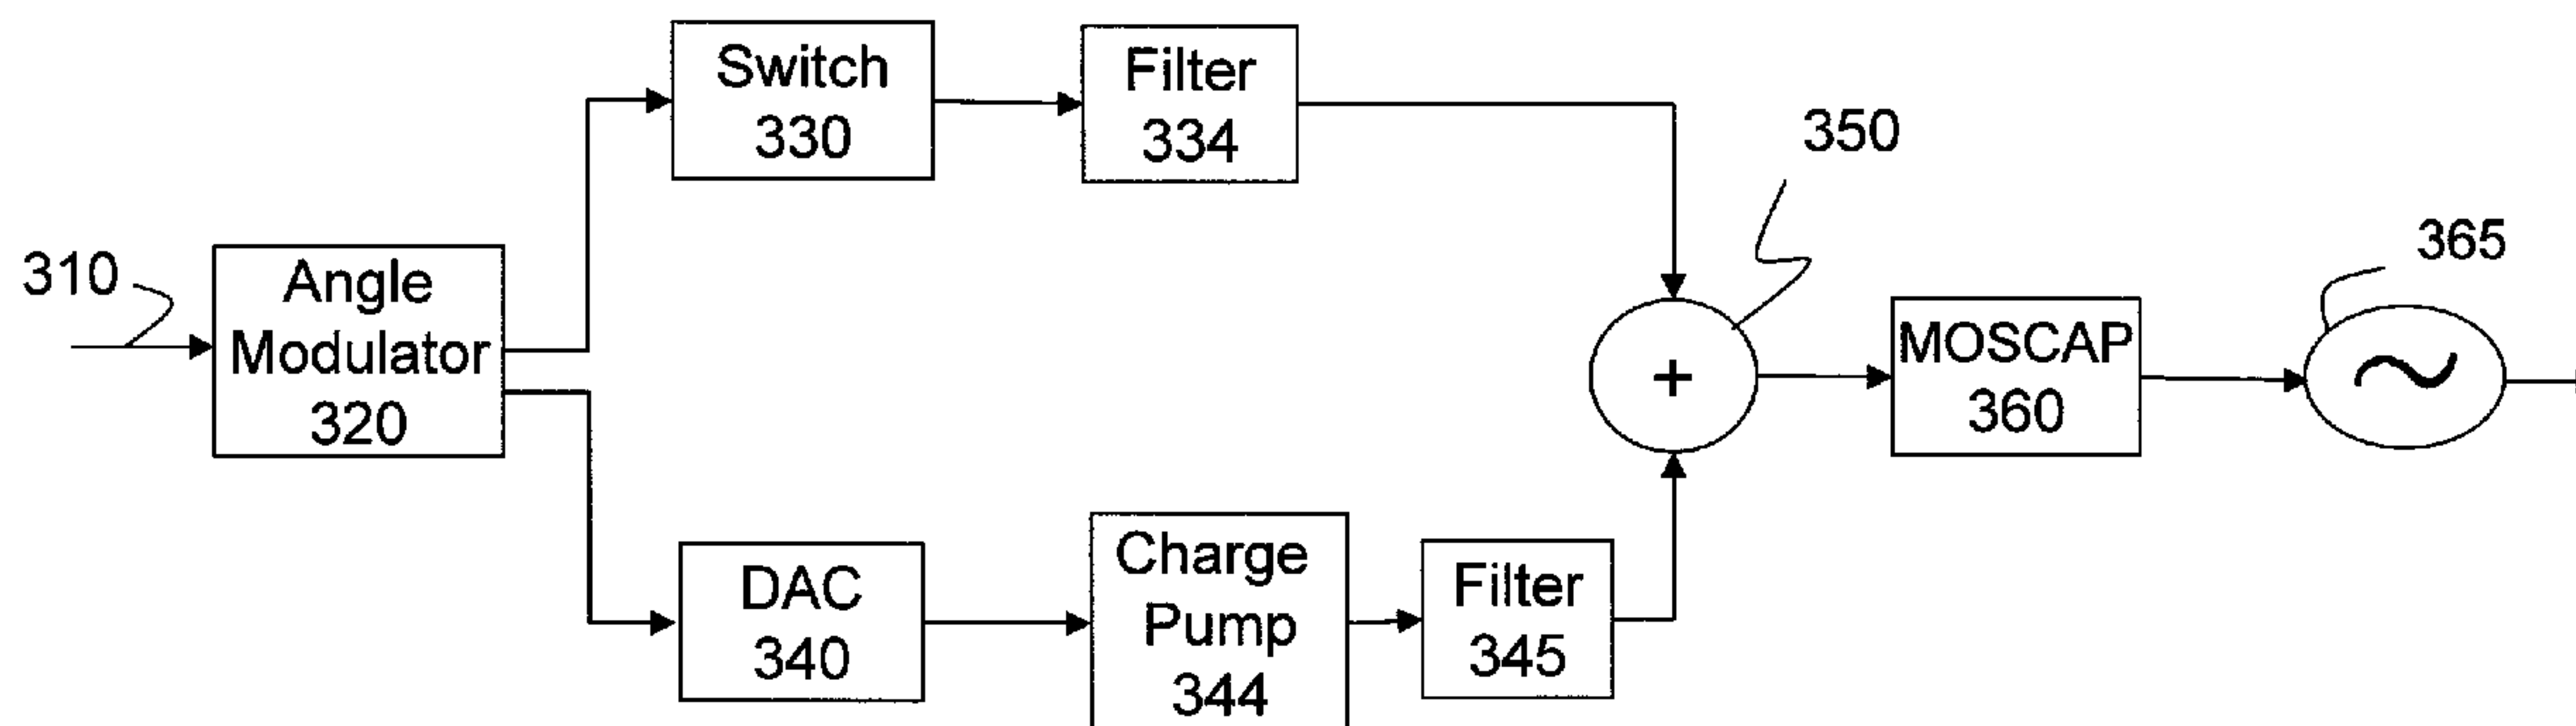 Switch
330
Filter
334
350
310
Angle
Modulator
320
365
+
MOSCAP
360
~
DAC
340
Charge
Pump
344
Filter
345